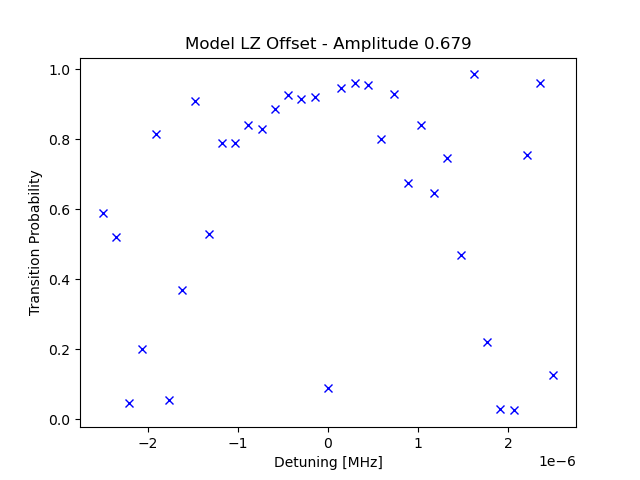 Model LZ Offset - Amplitude 0.679
1.0
0.8
0.6
0.4
0.2
0.0
Transition Probability
−2
−1
0
1
2
1e−6
Detuning [MHz]